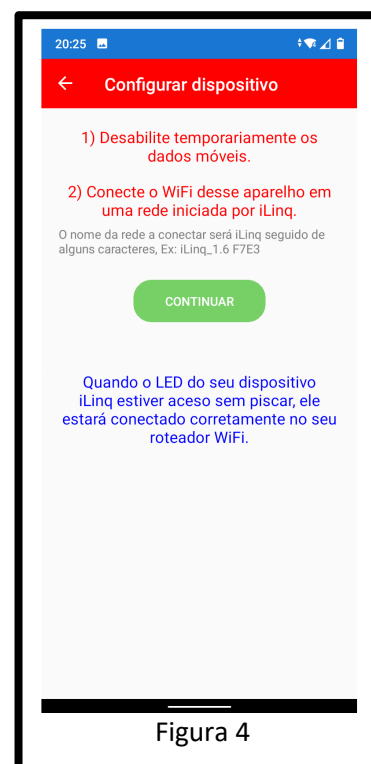 20:25
Configurar dispositivo
1) Desabilite temporariamente os
dados móveis.
2) Conecte o WiFi desse aparelho em
uma rede iniciada por iLinq.
O nome da rede a conectar será iLinq seguido de
alguns caracteres, Ex: iLinq_1.6 F7E3
CONTINUAR
Quando o LED do seu dispositivo
iLinq estiver aceso sem piscar, ele
estará conectado corretamente no seu
roteador WiFi.
Figura 4